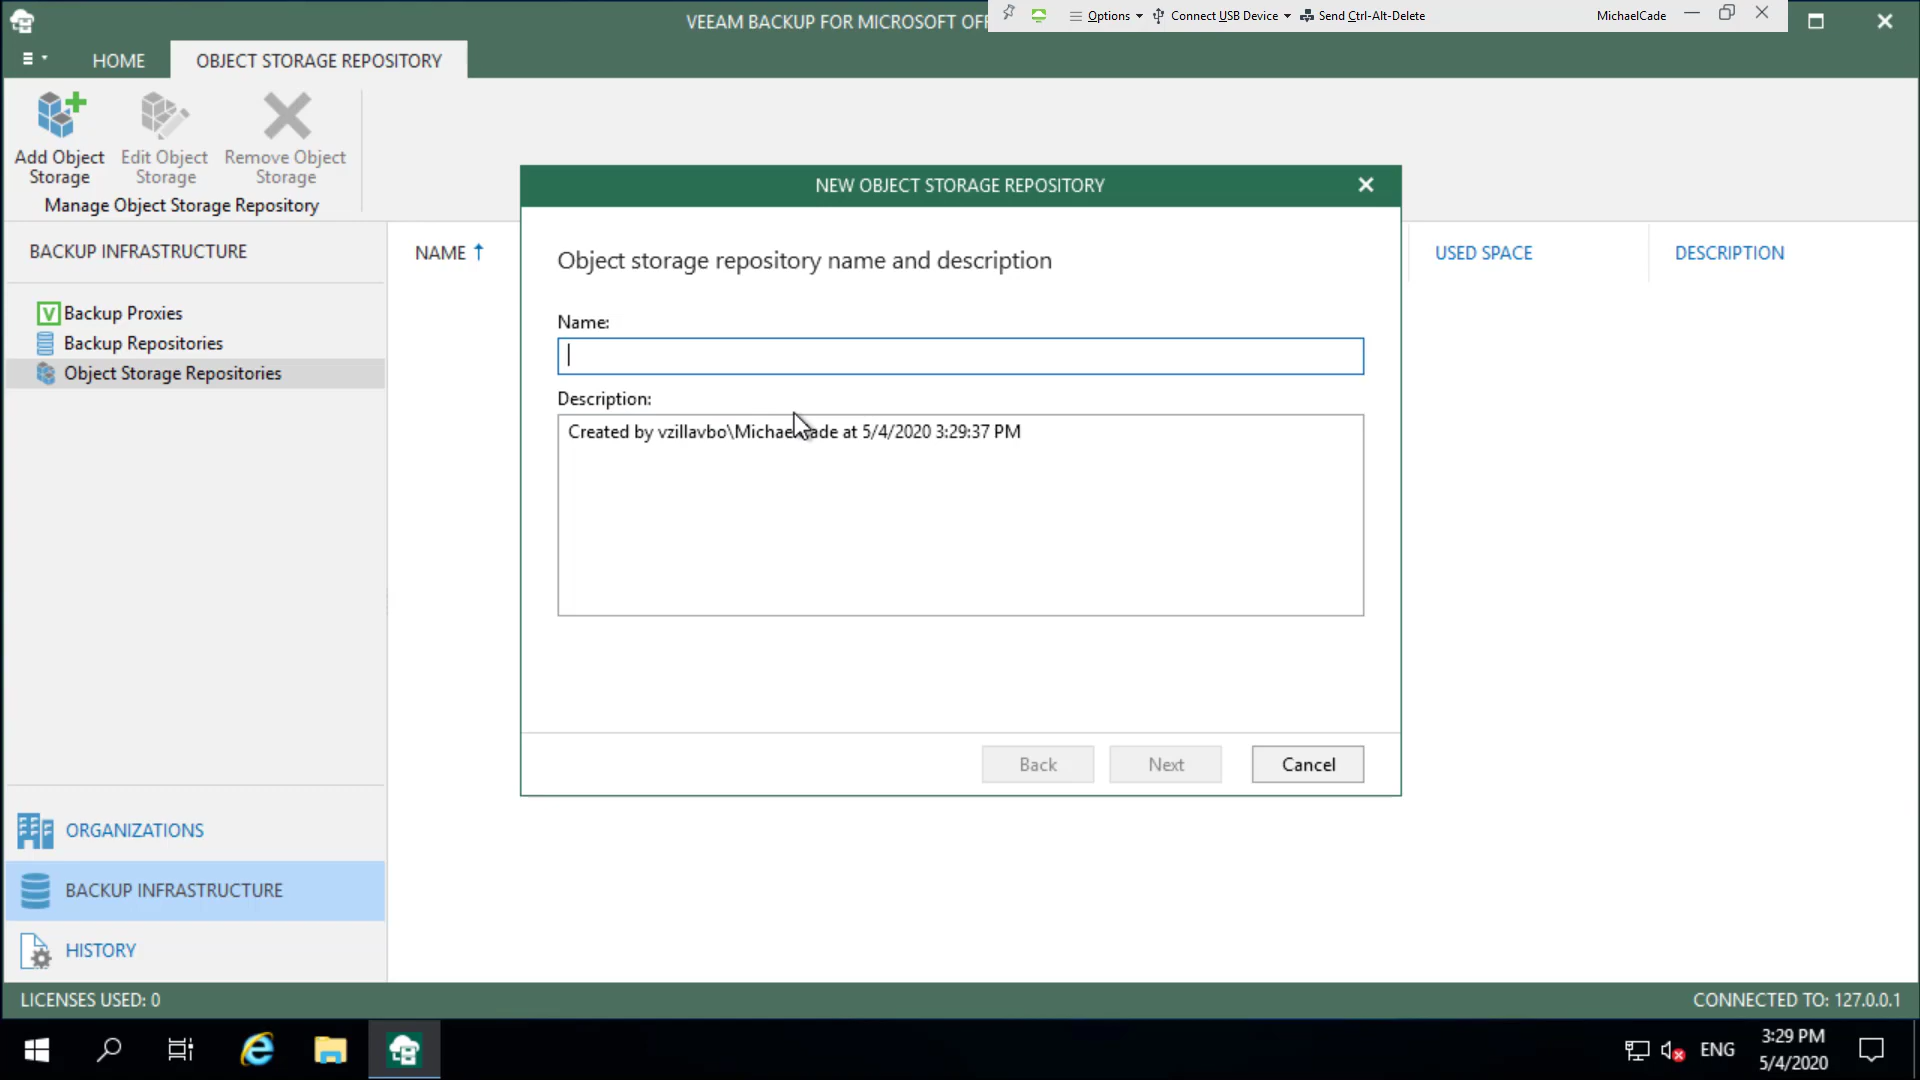 VEEAM BACKUP FOR MICROSOFT OFF
Options
Connect USB Device
Send Ctrl-Alt-Delete
MichaelCade
HOME
OBJECT STORAGE REPOSITORY
Add Object
Storage
Edit Object
Storage
Remove Object
Storage
Manage Object Storage Repository
BACKUP INFRASTRUCTURE
Backup Proxies
Backup Repositories
Object Storage Repositories
NAME
USED SPACE
DESCRIPTION
NEW OBJECT STORAGE REPOSITORY
Object storage repository name and description
Name:
Description:
Created by vzillavbo\MichaelCade at 5/4/2020 3:29:37 PM
Back
Next
Cancel
ORGANIZATIONS
BACKUP INFRASTRUCTURE
HISTORY
LICENSES USED: 0
CONNECTED TO: 127.0.0.1
ENG
3:29 PM
5/4/2020